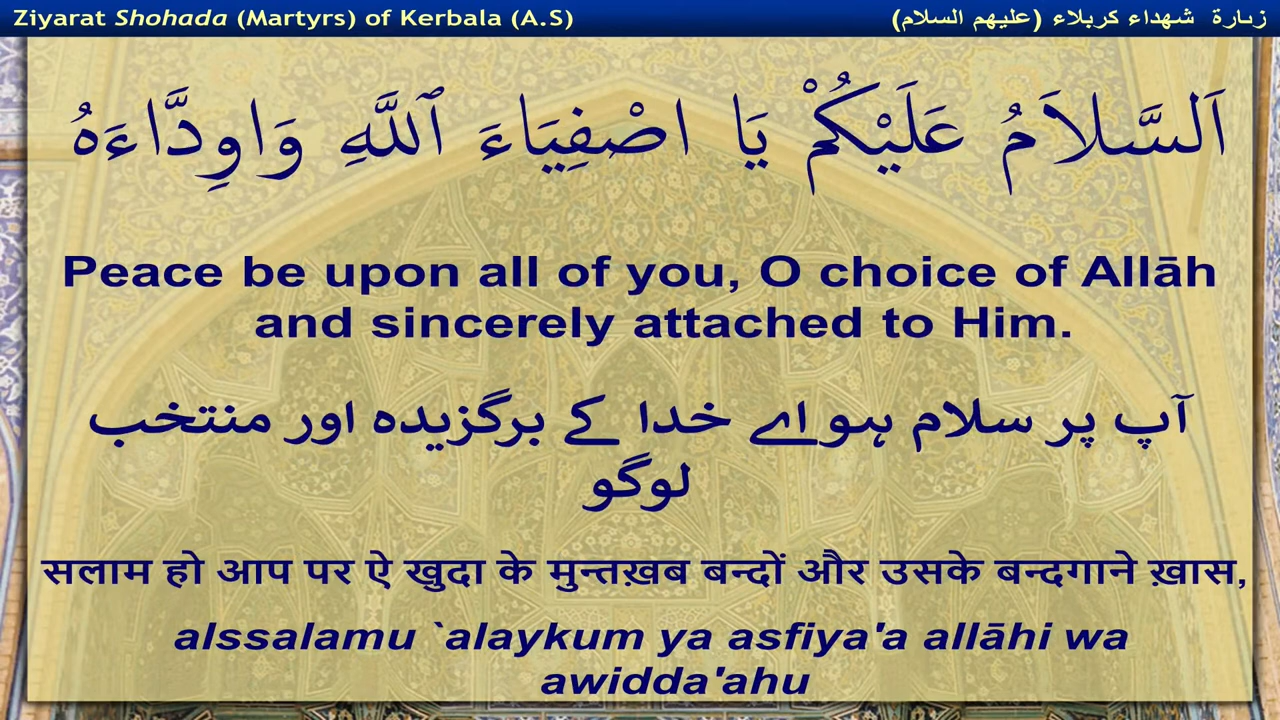 Ziyarat Shohada (Martyrs) of Kerbala (A.S)
زيارة شهداء كربلاء (عليهم السلام)
اَلسَّلاَمُ عَلَيْكُمْ يَا اصْفِيَاءَ ٱللَّهِ وَاوِدَّاءَهُ
Peace be upon all of you, O choice of Allāh
and sincerely attached to Him.
آپ پر سلام ہو اے خدا کے برگزیدہ اور منتخب
لوگو
सलाम हो आप पर ऐ खुदा के मुन्तख़ब बन्दों और उसके बन्दगाने ख़ास,
alssalamu `alaykum ya asfiya'a allāhi wa
awidda'ahu